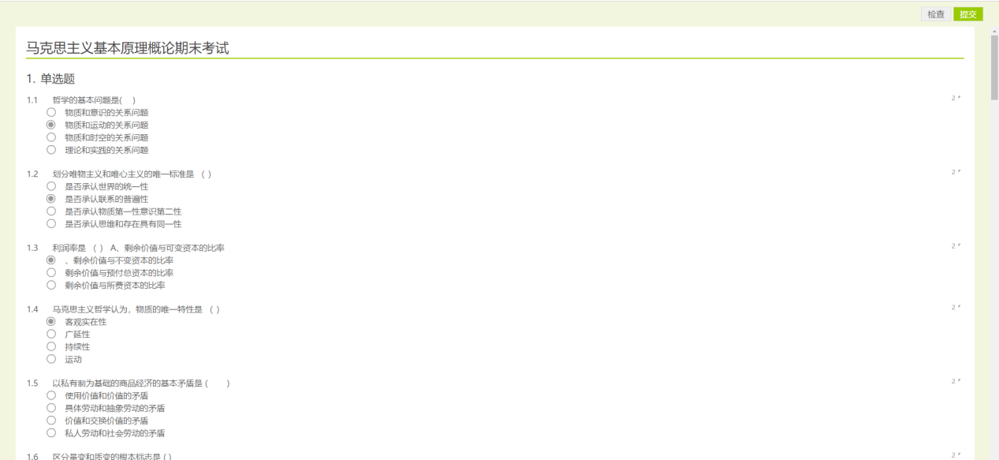 检查 提交
马克思主义基本原理概论期末考试
1. 单选题
1.1 哲学的基本问题是( ) 2 ′
物质和意识的关系问题
物质和运动的关系问题
物质和时空的关系问题
理论和实践的关系问题
1.2 划分唯物主义和唯心主义的唯一标准是 ( ) 2 ′
是否承认世界的统一性
是否承认联系的普遍性
是否承认物质第一性意识第二性
是否承认思维和存在具有同一性
1.3 利润率是 ( ) A、剩余价值与可变资本的比率 2 ′
、剩余价值与不变资本的比率
剩余价值与预付总资本的比率
剩余价值与所费资本的比率
1.4 马克思主义哲学认为，物质的唯一特性是 ( ) 2 ′
客观实在性
广延性
持续性
运动
1.5 以私有制为基础的商品经济的基本矛盾是 ( ) 2 ′
使用价值和价值的矛盾
具体劳动和抽象劳动的矛盾
价值和交换价值的矛盾
私人劳动和社会劳动的矛盾
1.6 区分量变和质变的根本标志是 ( ) 2 ′